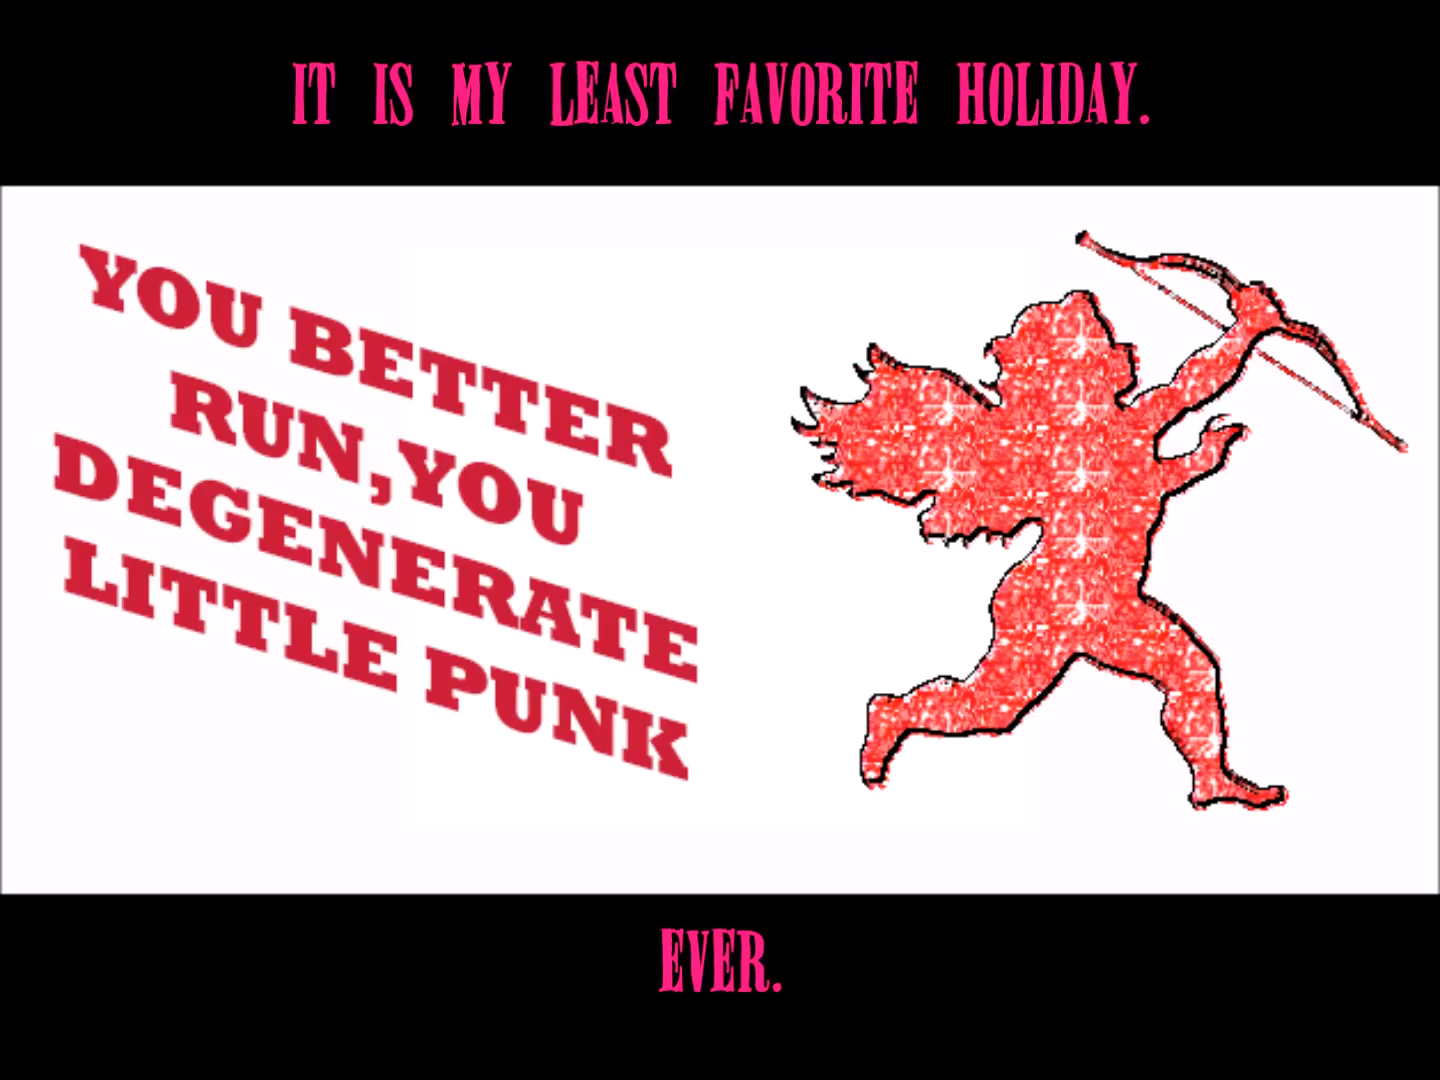 IT IS MY LEAST FAVORITE HOLIDAY.
YOU BETTER
RUN,YOU
DEGENERATE
LITTLE PUNK
EVER.